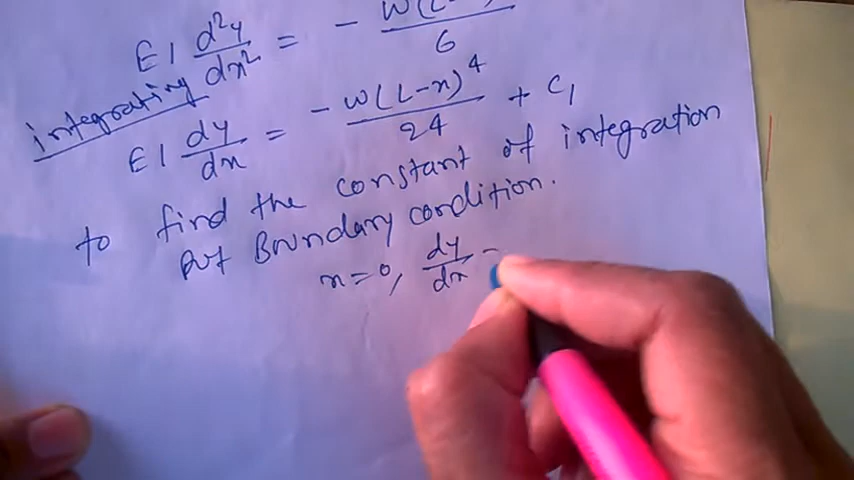 EI d²y/dx² = - W(L- /6
integrating
EI dy/dx = -W(L-x)⁴/24 + C₁
to find the constant of integration
put Boundary condition.
x=0, dy/dx =